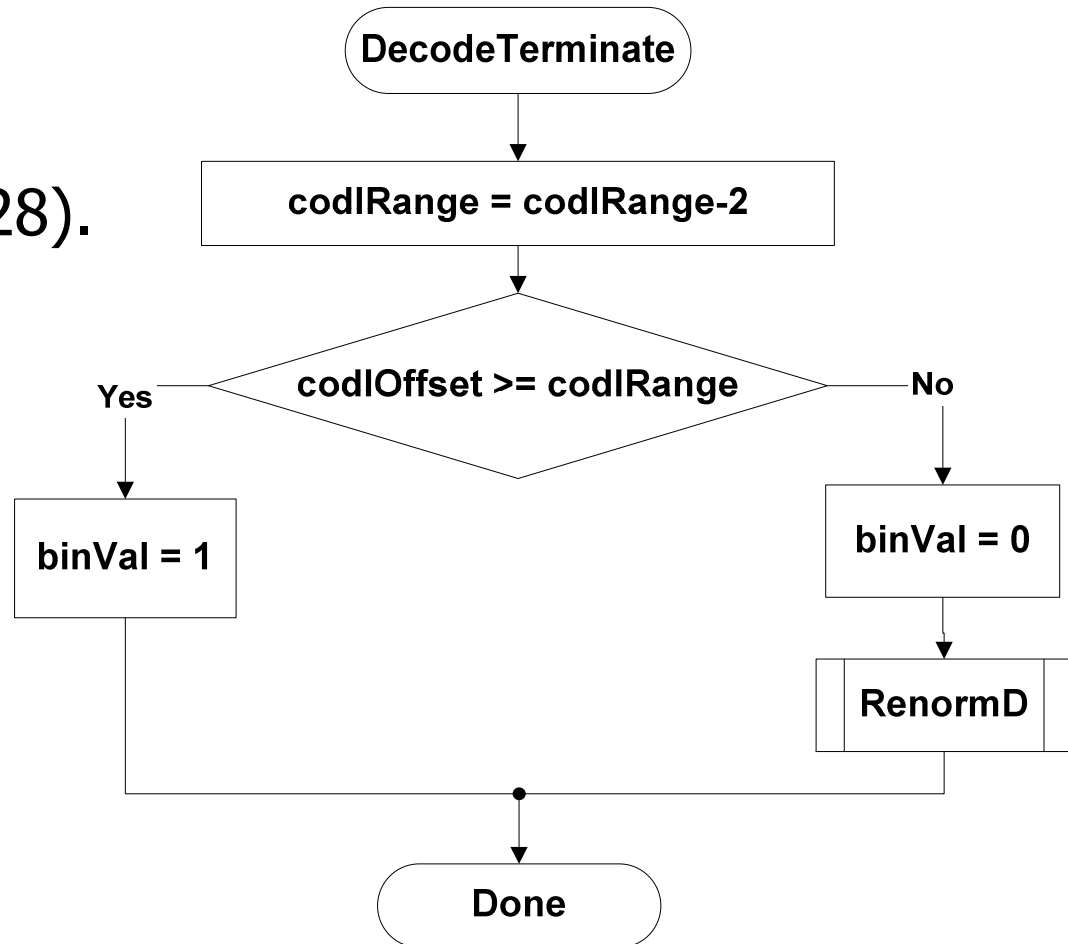 DecodeTerminate
28).
codIRange = codIRange-2
codIOffset >= codIRange
Yes
No
binVal = 1
binVal = 0
RenormD
Done